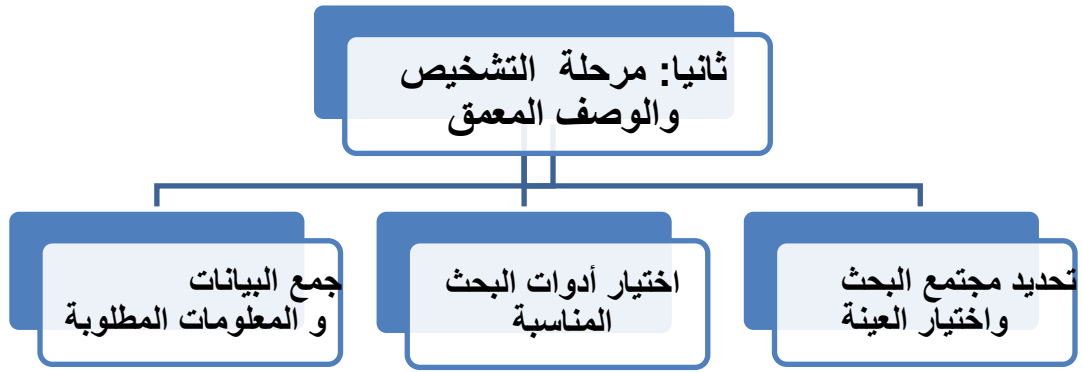 ثانيا: مرحلة التشخيص
والوصف المعمق
تحديد مجتمع البحث
واختيار العينة
اختيار أدوات البحث
المناسبة
جمع البيانات
و المعلومات المطلوبة